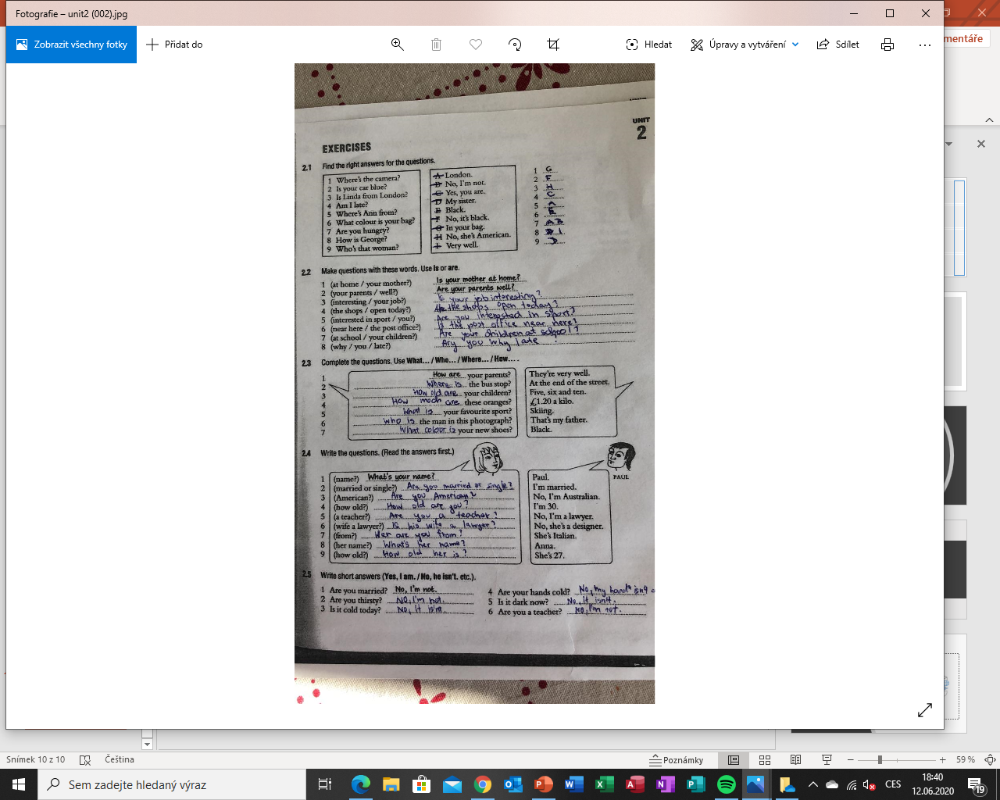 Fotografie – unit2 (002).jpg
Zobrazit všechny fotky
Přidat do
Hledat
Úpravy a vytváření
Sdílet
mentáře
UNIT
2
EXERCISES
2.1 Find the right answers for the questions.
1 Where's the camera?
2 Is your car blue?
3 Is Linda from London?
4 Am I late?
5 Where's Ann from?
6 What colour is your bag?
7 Are you hungry?
8 How is George?
9 Who's that woman?
A London.
B No, I'm not.
C Yes, you are.
D My sister.
E Black.
F No, it's black.
G In your bag.
H No, she's American.
I Very well.
1 G
2 F
3 H
4 C
5 A
6 E
7 A B
8 I
9 D
2.2 Make questions with these words. Use Is or are.
1 (at home / your mother?) Is your mother at home?
2 (your parents / well?) Are your parents well?
3 (interesting / your job?) Is your job interesting?
4 (the shops / open today?) the shops open today?
5 (interested in sport / you?) Are you interested in sport?
6 (near here / the post office?) Is the post office near here?
7 (at school / your children?) Are your children at school?
8 (why / you / late?) Ary you why late ?
2.3 Complete the questions. Use What... / Who... / Where... / How... .
1 How are your parents?
2 Where is the bus stop?
3 How old are your children?
4 How much are these oranges?
5 What is your favourite sport?
6 who is the man in this photograph?
7 What colour is your new shoes?
They're very well.
At the end of the street.
Five, six and ten.
£1.20 a kilo.
Skiing.
That's my father.
Black.
2.4 Write the questions. (Read the answers first.)
1 (name?) What's your name?
2 (married or single?) Are you married or single?
3 (American?) Are you American?
4 (how old?) How old are you?
5 (a teacher?) Are you a teacher?
6 (wife a lawyer?) Is his wife a lawyer?
7 (from?) Wer are you from?
8 (her name?) What's her name?
9 (how old?) How old her is?
Paul.
I'm married.
No, I'm Australian.
I'm 30.
No, I'm a lawyer.
No, she's a designer.
She's Italian.
Anna.
She's 27.
PAUL
2.5 Write short answers (Yes, I am. / No, he isn't. etc.).
1 Are you married? No, I'm not.
2 Are you thirsty? No, I'm not.
3 Is it cold today? No, it isn't.
4 Are your hands cold? No, my hands isn't
5 Is it dark now? No, it isn't.
6 Are you a teacher? No, I'm not.
Snímek 10 z 10
Čeština
Poznámky
59 %
Sem zadejte hledaný výraz
CES
18:40
12.06.2020
19